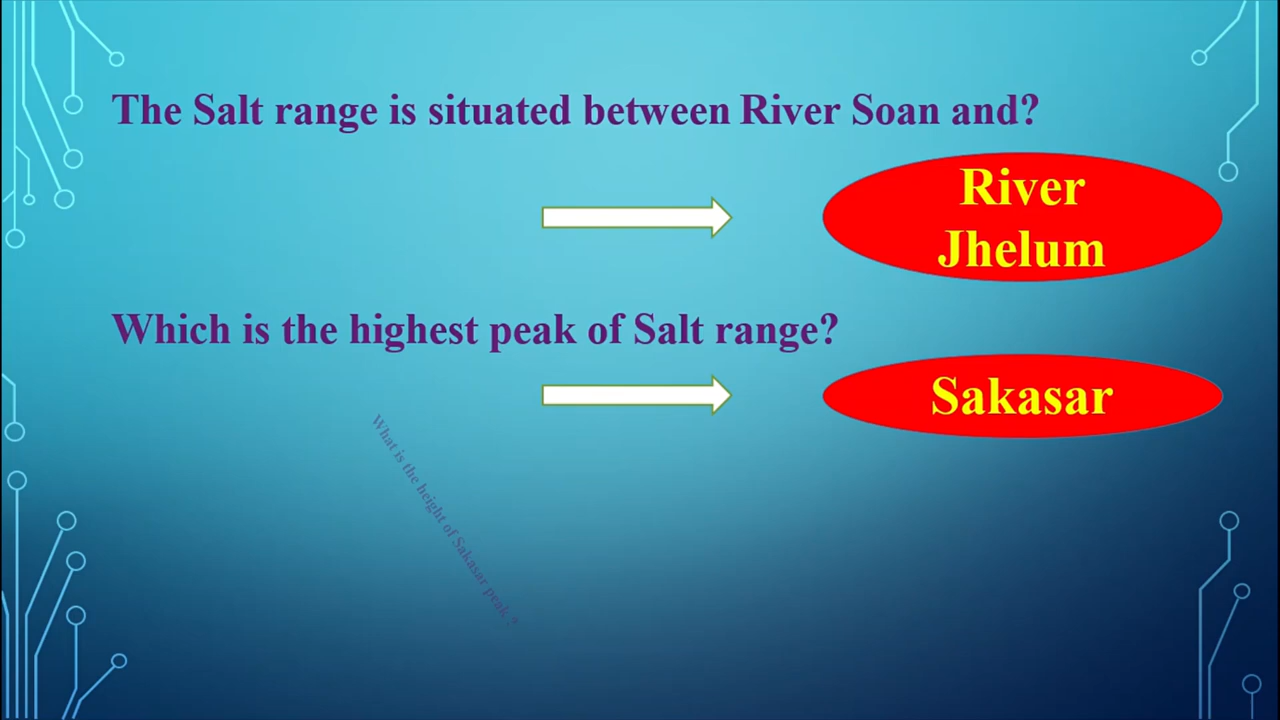 The Salt range is situated between River Soan and?
River
Jhelum
Which is the highest peak of Salt range?
Sakasar
What is the height of Sakasar peak ?